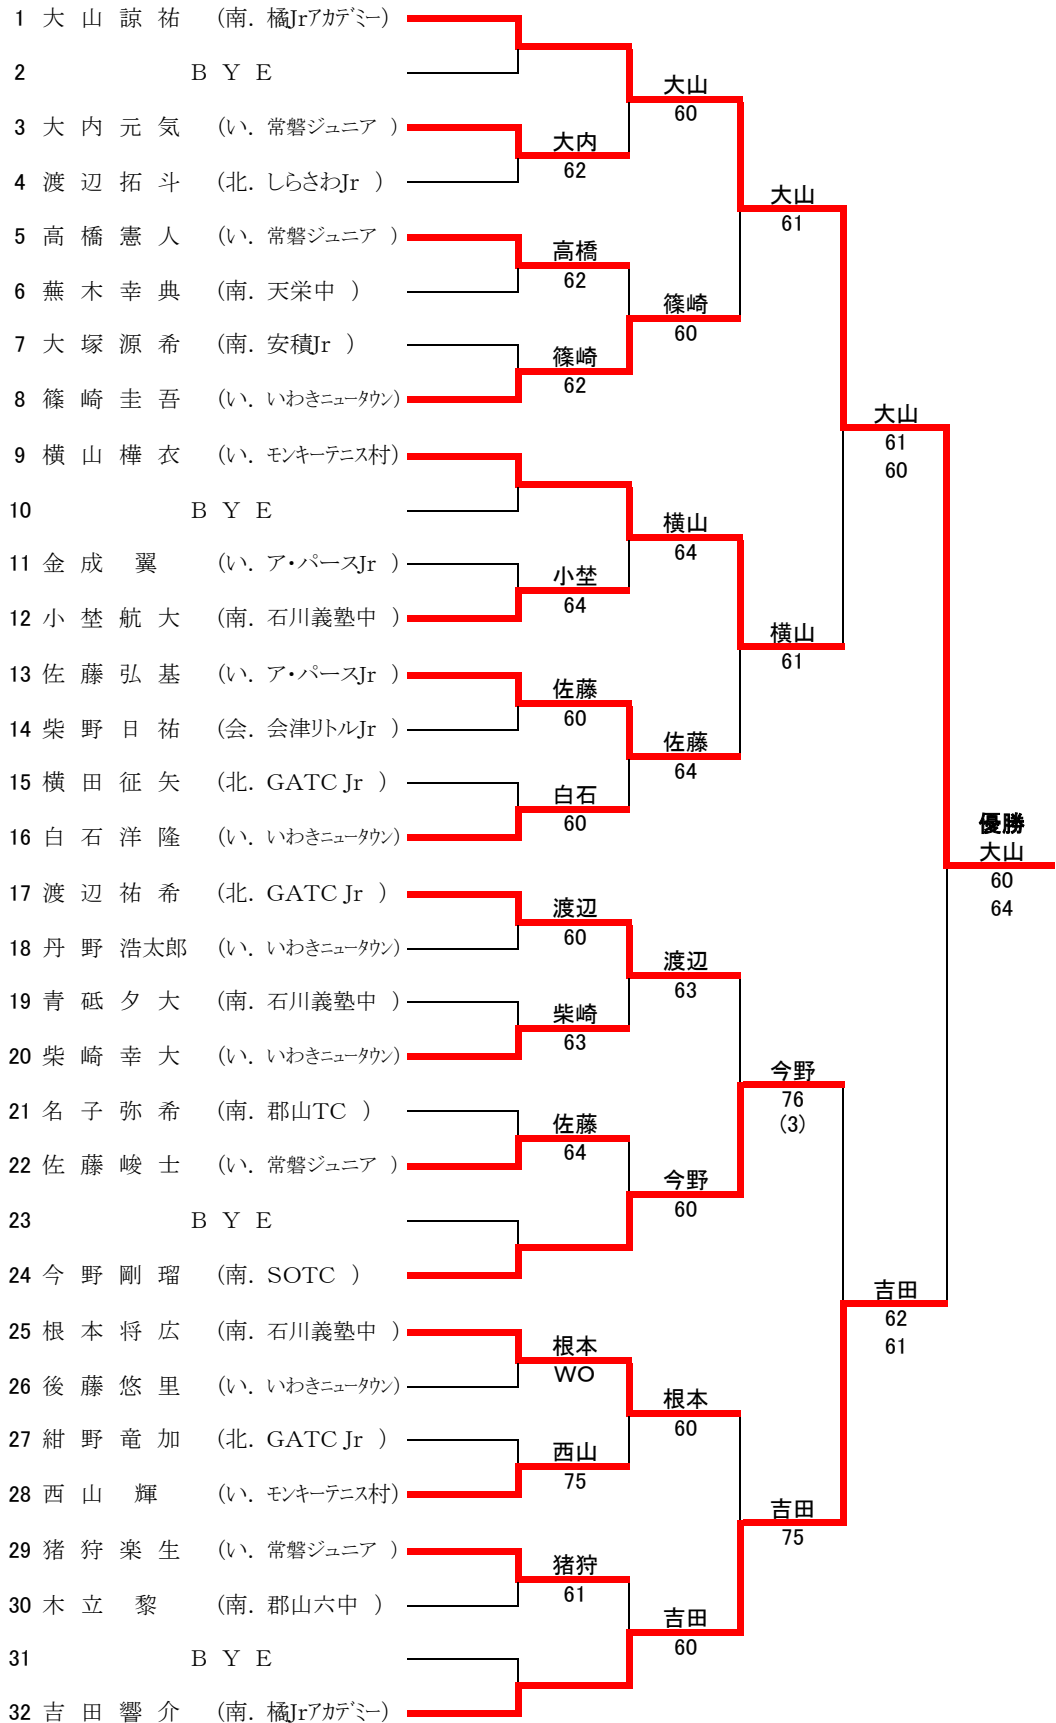 1 大 山 諒 祐 (南. 橘Jrアカデミー)
2 B Y E
大山
60
3 大 内 元 気 (い. 常磐ジュニア )
大内
62
4 渡 辺 拓 斗 (北. しらさわJr )
大山
61
5 高 橋 憲 人 (い. 常磐ジュニア )
高橋
62
6 蕪 木 幸 典 (南. 天栄中 )
篠崎
60
7 大 塚 源 希 (南. 安積Jr )
篠崎
62
8 篠 崎 圭 吾 (い. いわきニュータウン)
大山
61
60
9 横 山 樺 衣 (い. モンキーテニス村)
10 B Y E
横山
64
11 金 成 翼 (い. ア・パースJr )
小埜
64
12 小 埜 航 大 (南. 石川義塾中 )
横山
61
13 佐 藤 弘 基 (い. ア・パースJr )
佐藤
60
14 柴 野 日 祐 (会. 会津リトルJr )
佐藤
64
15 横 田 征 矢 (北. GATC Jr )
白石
60
16 白 石 洋 隆 (い. いわきニュータウン)
優勝
大山
60
64
17 渡 辺 祐 希 (北. GATC Jr )
渡辺
60
18 丹 野 浩太郎 (い. いわきニュータウン)
渡辺
63
19 青 砥 夕 大 (南. 石川義塾中 )
柴崎
63
20 柴 崎 幸 大 (い. いわきニュータウン)
今野
76
(3)
21 名 子 弥 希 (南. 郡山TC )
佐藤
64
22 佐 藤 峻 士 (い. 常磐ジュニア )
今野
60
23 B Y E
24 今 野 剛 瑠 (南. SOTC )
吉田
62
61
25 根 本 将 広 (南. 石川義塾中 )
根本
WO
26 後 藤 悠 里 (い. いわきニュータウン)
根本
60
27 紺 野 竜 加 (北. GATC Jr )
西山
75
28 西 山 輝 (い. モンキーテニス村)
吉田
75
29 猪 狩 楽 生 (い. 常磐ジュニア )
猪狩
61
30 木 立 黎 (南. 郡山六中 )
吉田
60
31 B Y E
32 吉 田 響 介 (南. 橘Jrアカデミー)